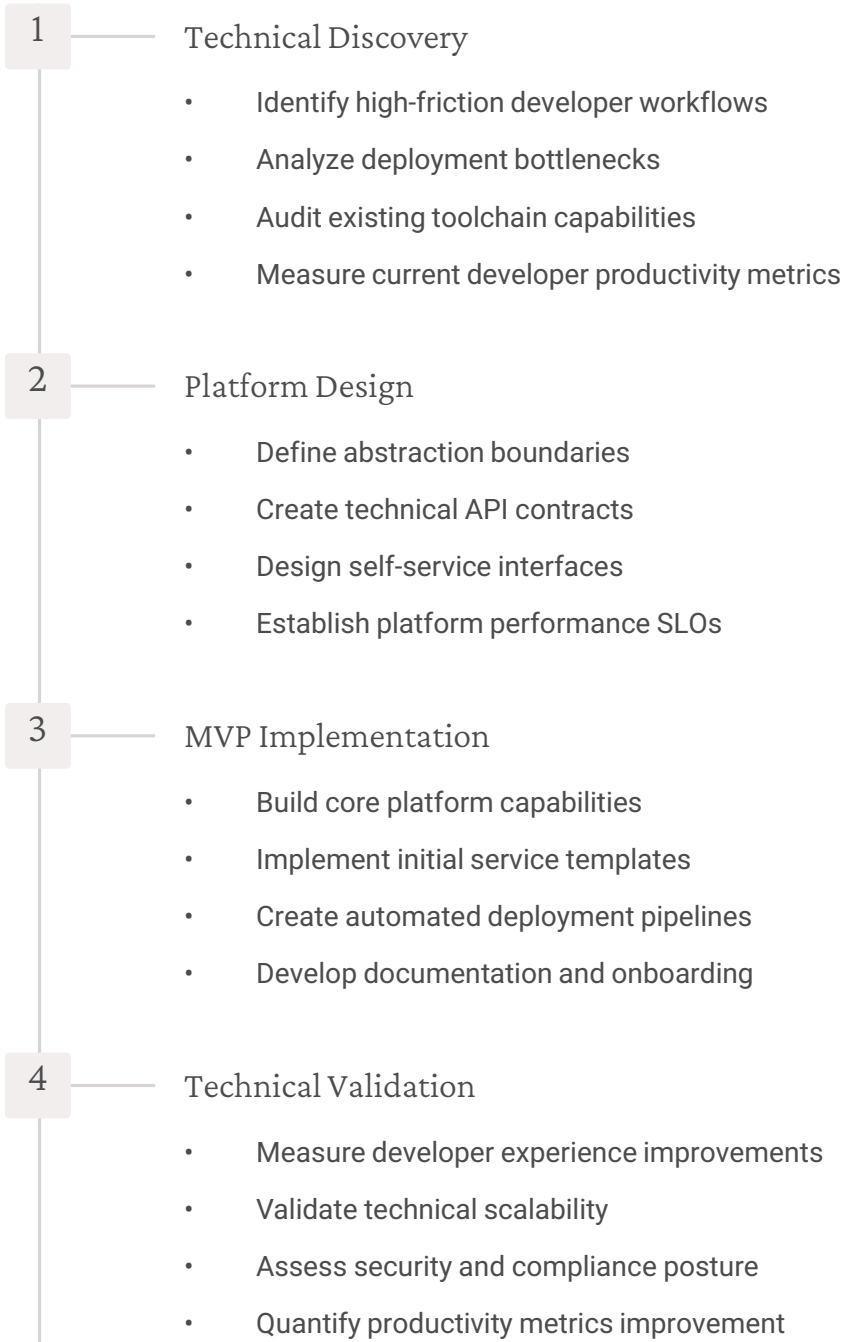 1
Technical Discovery
• Identify high-friction developer workflows
• Analyze deployment bottlenecks
• Audit existing toolchain capabilities
• Measure current developer productivity metrics
2
Platform Design
• Define abstraction boundaries
• Create technical API contracts
• Design self-service interfaces
• Establish platform performance SLOs
3
MVP Implementation
• Build core platform capabilities
• Implement initial service templates
• Create automated deployment pipelines
• Develop documentation and onboarding
4
Technical Validation
• Measure developer experience improvements
• Validate technical scalability
• Assess security and compliance posture
• Quantify productivity metrics improvement